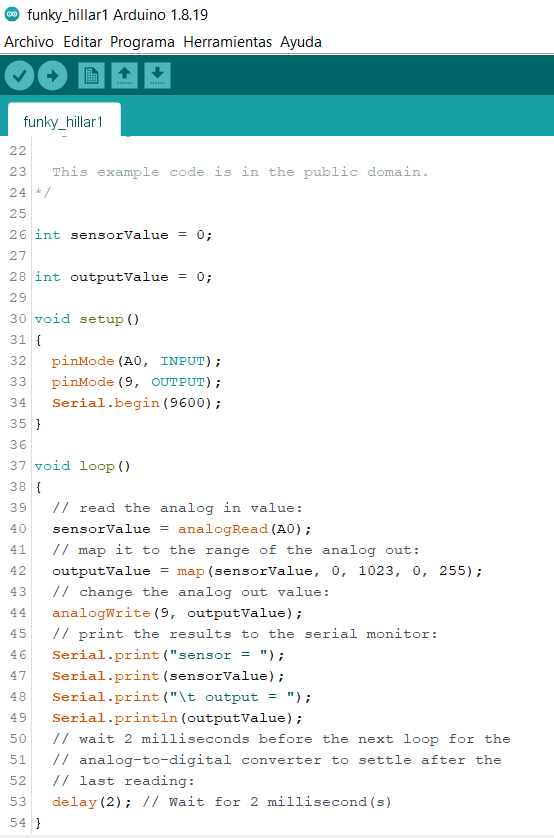 funky_hillar1 Arduino 1.8.19
Archivo Editar Programa Herramientas Ayuda
funky_hillar1
22
23   This example code is in the public domain.
24 */
25
26 int sensorValue = 0;
27
28 int outputValue = 0;
29
30 void setup()
31 {
32   pinMode(A0, INPUT);
33   pinMode(9, OUTPUT);
34   Serial.begin(9600);
35 }
36
37 void loop()
38 {
39   // read the analog in value:
40   sensorValue = analogRead(A0);
41   // map it to the range of the analog out:
42   outputValue = map(sensorValue, 0, 1023, 0, 255);
43   // change the analog out value:
44   analogWrite(9, outputValue);
45   // print the results to the serial monitor:
46   Serial.print("sensor = ");
47   Serial.print(sensorValue);
48   Serial.print("\t output = ");
49   Serial.println(outputValue);
50   // wait 2 milliseconds before the next loop for the
51   // analog-to-digital converter to settle after the
52   // last reading:
53   delay(2); // Wait for 2 millisecond(s)
54 }